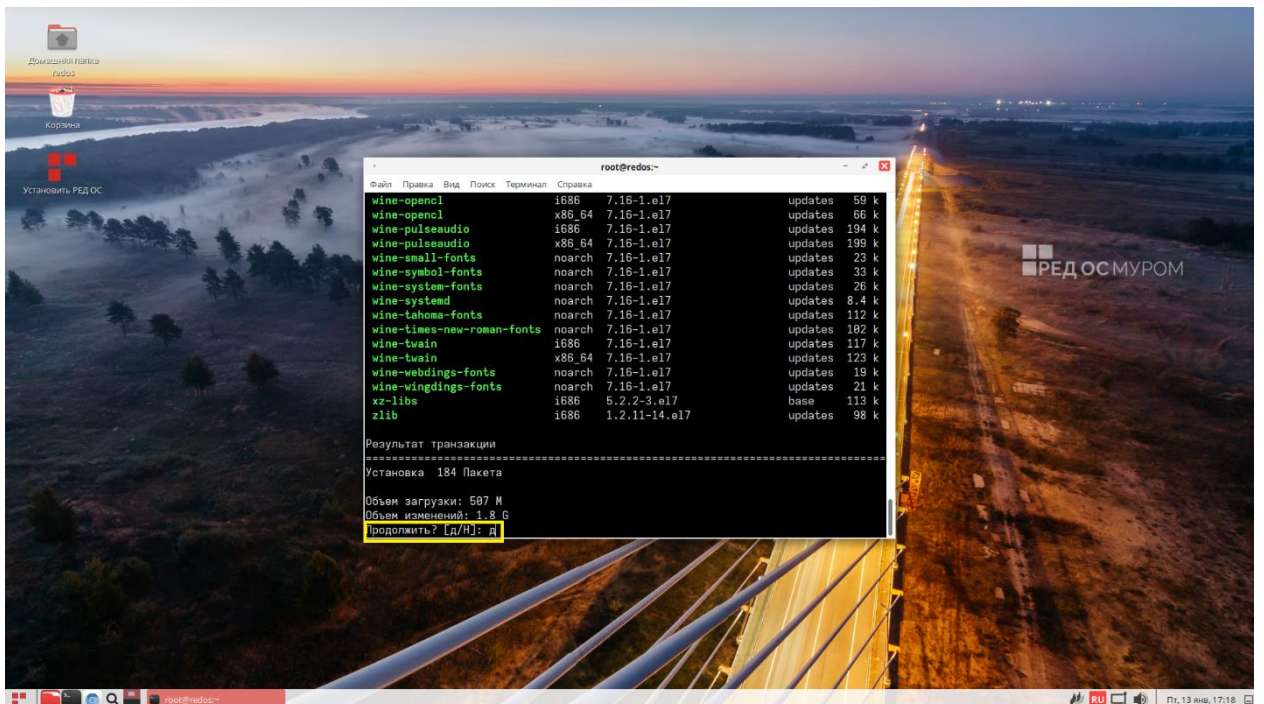 Домашняя папка
redos
Корзина
Установить РЕД ОС
root@redos:~
Файл Правка Вид Поиск Терминал Справка
wine-opencl i686 7.16-1.el7 updates 59 k
wine-opencl x86_64 7.16-1.el7 updates 66 k
wine-pulseaudio i686 7.16-1.el7 updates 194 k
wine-pulseaudio x86_64 7.16-1.el7 updates 199 k
wine-small-fonts noarch 7.16-1.el7 updates 23 k
wine-symbol-fonts noarch 7.16-1.el7 updates 33 k
wine-system-fonts noarch 7.16-1.el7 updates 26 k
wine-systemd noarch 7.16-1.el7 updates 8.4 k
wine-tahoma-fonts noarch 7.16-1.el7 updates 112 k
wine-times-new-roman-fonts noarch 7.16-1.el7 updates 102 k
wine-twain i686 7.16-1.el7 updates 117 k
wine-twain x86_64 7.16-1.el7 updates 123 k
wine-webdings-fonts noarch 7.16-1.el7 updates 19 k
wine-wingdings-fonts noarch 7.16-1.el7 updates 21 k
xz-libs i686 5.2.2-3.el7 base 113 k
zlib i686 1.2.11-14.el7 updates 98 k
Результат транзакции
================================================================================
Установка 184 Пакета
Объем загрузки: 507 M
Объем изменений: 1.8 G
Продолжить? [д/Н]: д
РЕД ОС МУРОМ
root@redos:~
RU
Пт, 13 янв, 17:18